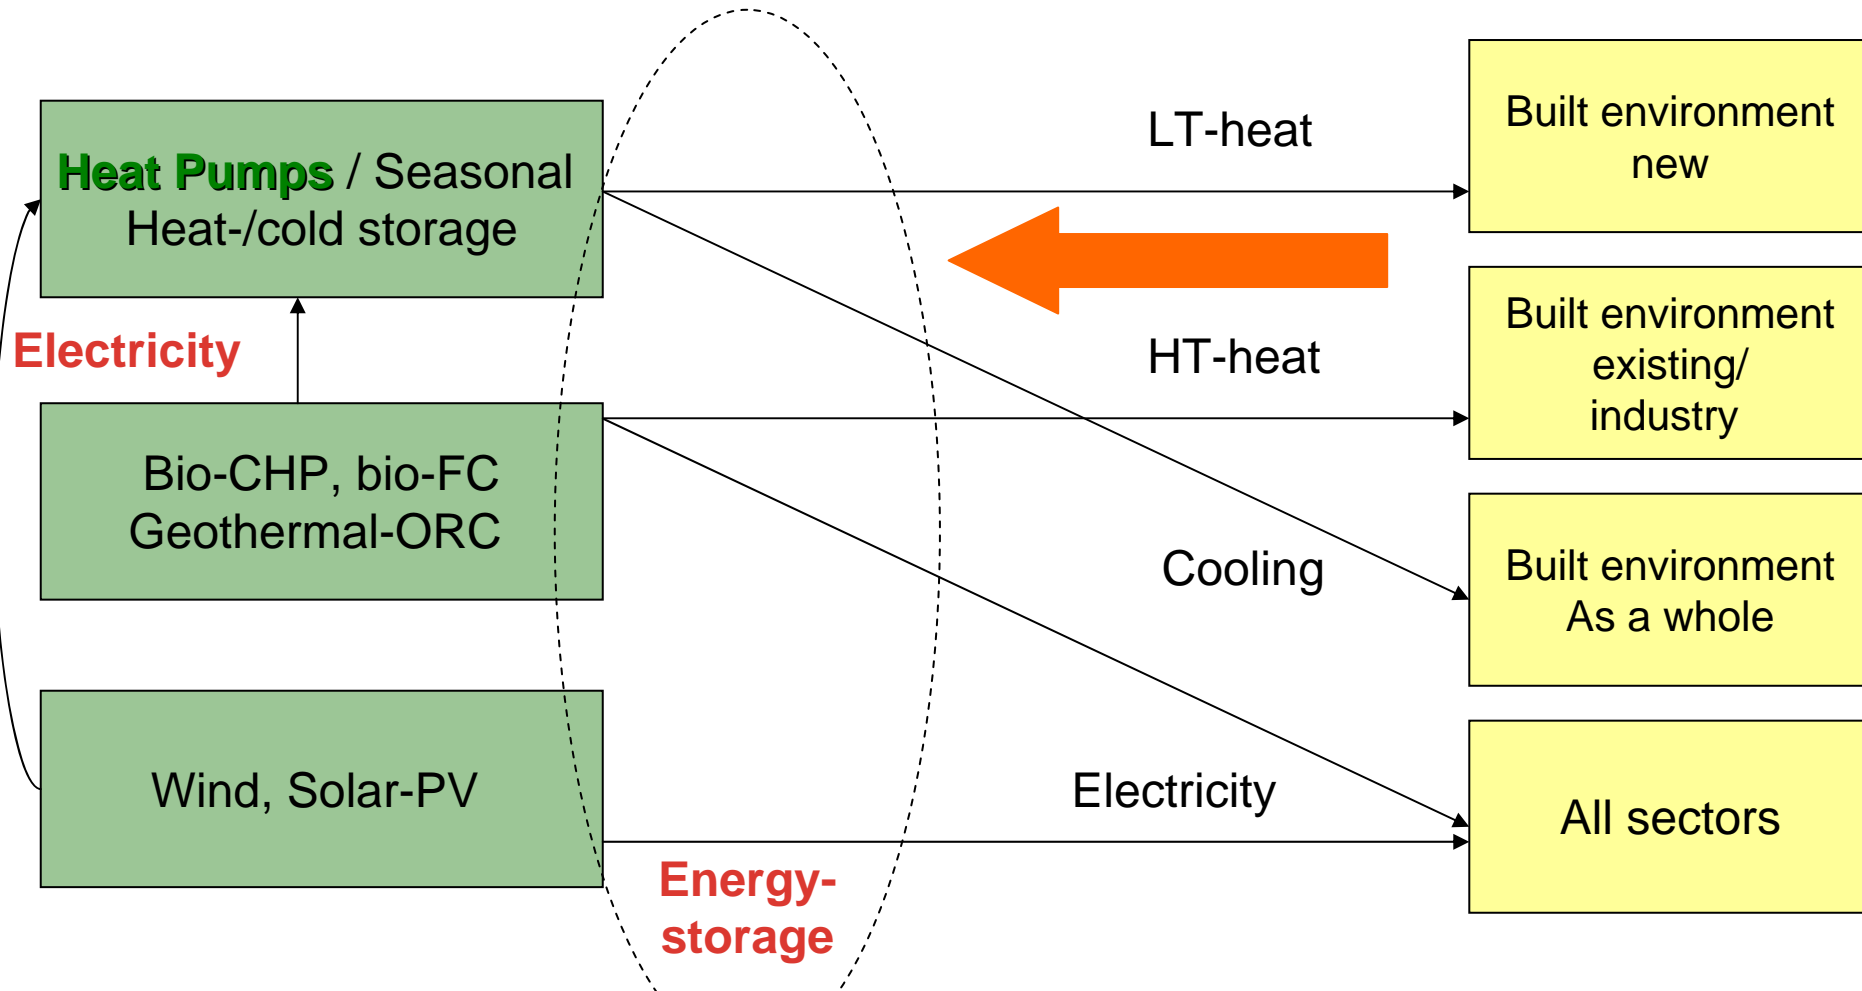 Heat Pumps / Seasonal
Heat-/cold storage
Electricity
Bio-CHP, bio-FC
Geothermal-ORC
Wind, Solar-PV
Energy-
storage
LT-heat
HT-heat
Cooling
Electricity
Built environment
new
Built environment
existing/
industry
Built environment
As a whole
All sectors